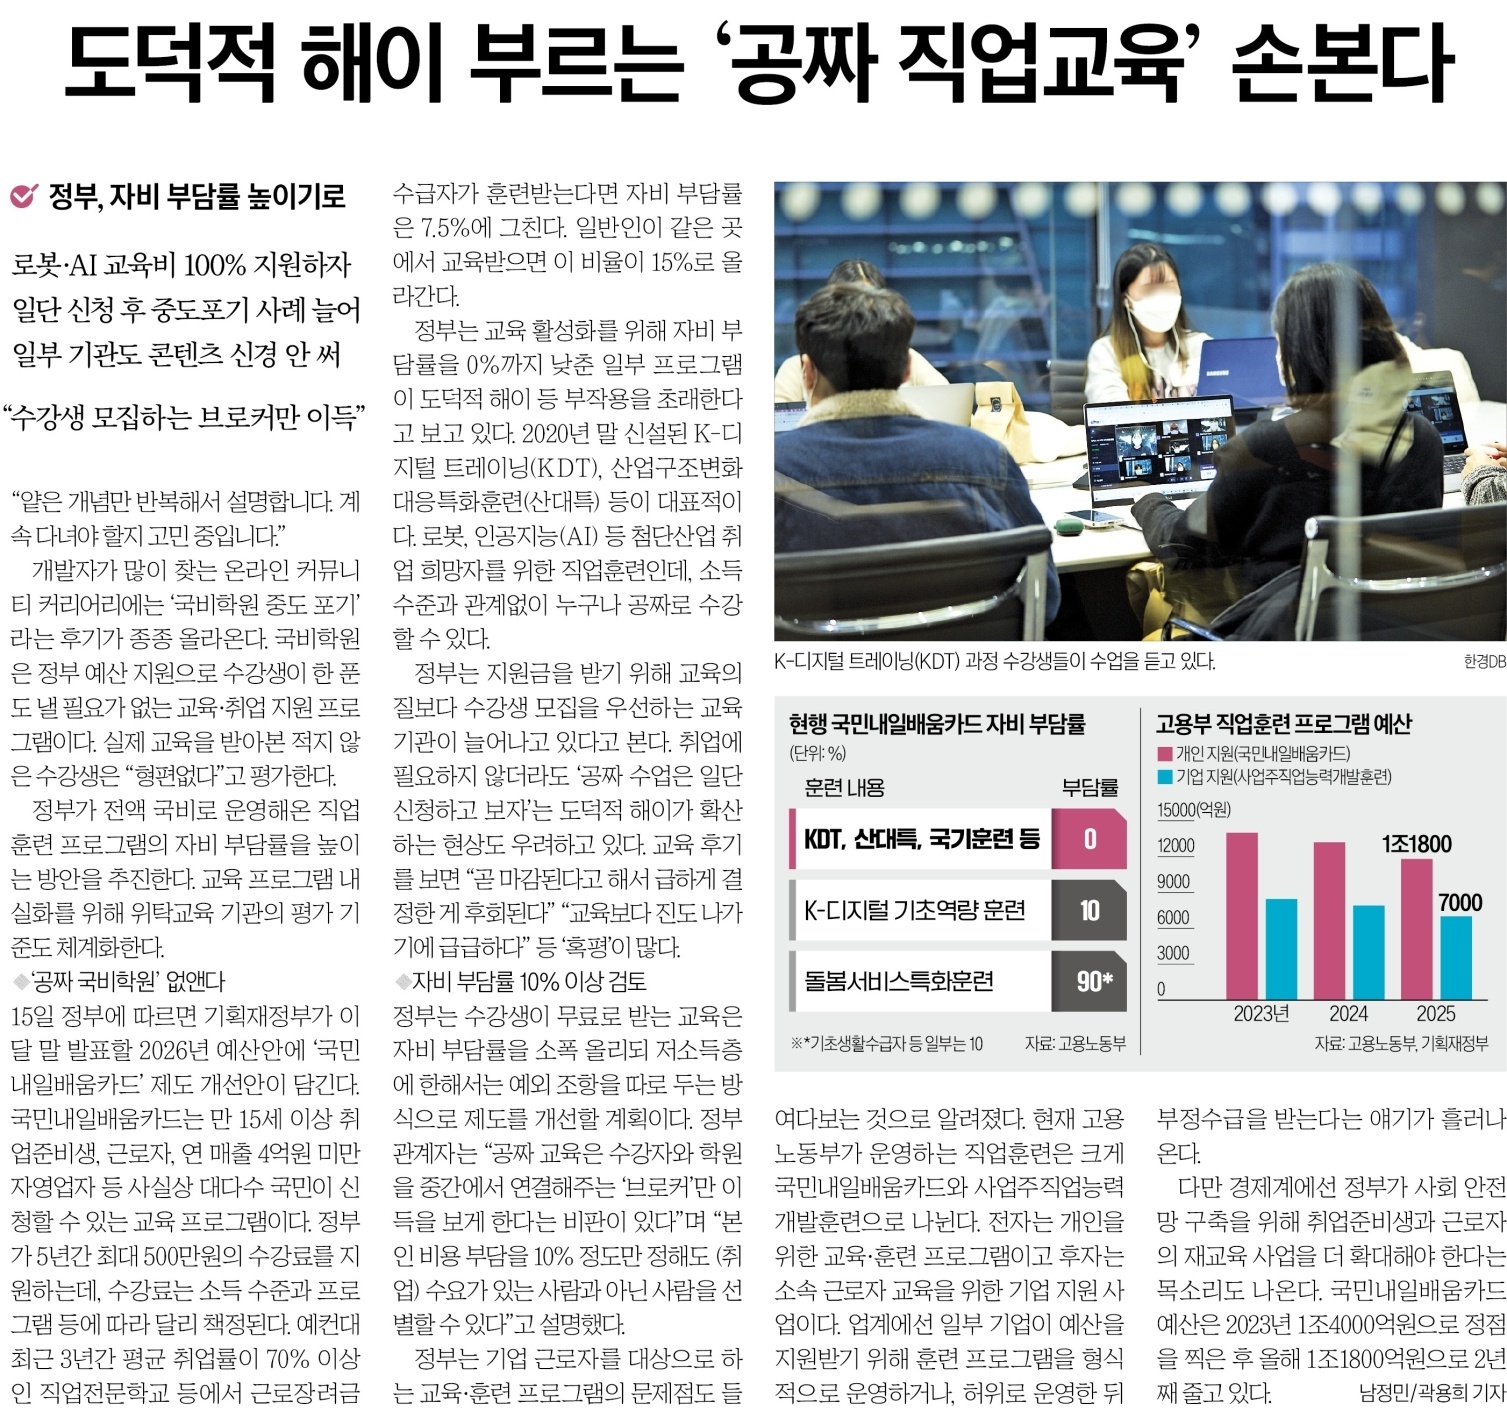 도덕적 해이 부르는 ‘공짜 직업교육’ 손본다
정부, 자비 부담률 높이기로
로봇·AI 교육비 100% 지원하자
일단 신청 후 중도포기 사례 늘어
일부 기관도 콘텐츠 신경 안 써
“수강생 모집하는 브로커만 이득”
“얕은 개념만 반복해서 설명합니다. 계
속 다녀야 할지 고민 중입니다.”
개발자가 많이 찾는 온라인 커뮤니
티 커리어리에는 ‘국비학원 중도 포기’
라는 후기가 종종 올라온다. 국비학원
은 정부 예산 지원으로 수강생이 한 푼
도 낼 필요가 없는 교육·취업 지원 프로
그램이다. 실제 교육을 받아본 적지 않
은 수강생은 “형편없다”고 평가한다.
정부가 전액 국비로 운영해온 직업
훈련 프로그램의 자비 부담률을 높이
는 방안을 추진한다. 교육 프로그램 내
실화를 위해 위탁교육 기관의 평가 기
준도 체계화한다.
◆‘공짜 국비학원’ 없앤다
15일 정부에 따르면 기획재정부가 이
달 말 발표할 2026년 예산안에 ‘국민
내일배움카드’ 제도 개선안이 담긴다.
국민내일배움카드는 만 15세 이상 취
업준비생, 근로자, 연 매출 4억원 미만
자영업자 등 사실상 대다수 국민이 신
청할 수 있는 교육 프로그램이다. 정부
가 5년간 최대 500만원의 수강료를 지
원하는데, 수강료는 소득 수준과 프로
그램 등에 따라 달리 책정된다. 예컨대
최근 3년간 평균 취업률이 70% 이상
인 직업전문학교 등에서 근로장려금
수급자가 훈련받는다면 자비 부담률
은 7.5%에 그친다. 일반인이 같은 곳
에서 교육받으면 이 비율이 15%로 올
라간다.
정부는 교육 활성화를 위해 자비 부
담률을 0%까지 낮춘 일부 프로그램
이 도덕적 해이 등 부작용을 초래한다
고 보고 있다. 2020년 말 신설된 K-디
지털 트레이닝(KDT), 산업구조변화
대응특화훈련(산대특) 등이 대표적이
다. 로봇, 인공지능(AI) 등 첨단산업 취
업 희망자를 위한 직업훈련인데, 소득
수준과 관계없이 누구나 공짜로 수강
할 수 있다.
정부는 지원금을 받기 위해 교육의
질보다 수강생 모집을 우선하는 교육
기관이 늘어나고 있다고 본다. 취업에
필요하지 않더라도 ‘공짜 수업은 일단
신청하고 보자’는 도덕적 해이가 확산
하는 현상도 우려하고 있다. 교육 후기
를 보면 “곧 마감된다고 해서 급하게 결
정한 게 후회된다” “교육보다 진도 나가
기에 급급하다” 등 ‘혹평’이 많다.
◆자비 부담률 10% 이상 검토
정부는 수강생이 무료로 받는 교육은
자비 부담률을 소폭 올리되 저소득층
에 한해서는 예외 조항을 따로 두는 방
식으로 제도를 개선할 계획이다. 정부
관계자는 “공짜 교육은 수강자와 학원
을 중간에서 연결해주는 ‘브로커’만 이
득을 보게 한다는 비판이 있다”며 “본
인 비용 부담을 10% 정도만 정해도 (취
업) 수요가 있는 사람과 아닌 사람을 선
별할 수 있다”고 설명했다.
정부는 기업 근로자를 대상으로 하
는 교육·훈련 프로그램의 문제점도 들
K-디지털 트레이닝(KDT) 과정 수강생들이 수업을 듣고 있다.
한경DB
현행 국민내일배움카드 자비 부담률
(단위: %)
훈련 내용 부담률
KDT, 산대특, 국기훈련 등 0
K-디지털 기초역량 훈련 10
돌봄서비스특화훈련 90*
※*기초생활수급자 등 일부는 10 자료: 고용노동부
고용부 직업훈련 프로그램 예산
개인 지원(국민내일배움카드)
기업 지원(사업주직업능력개발훈련)
15000(억원)
12000
9000
6000
3000
0
1조1800
7000
2023년 2024 2025
자료: 고용노동부, 기획재정부
여다보는 것으로 알려졌다. 현재 고용
노동부가 운영하는 직업훈련은 크게
국민내일배움카드와 사업주직업능력
개발훈련으로 나뉜다. 전자는 개인을
위한 교육·훈련 프로그램이고 후자는
소속 근로자 교육을 위한 기업 지원 사
업이다. 업계에선 일부 기업이 예산을
지원받기 위해 훈련 프로그램을 형식
적으로 운영하거나, 허위로 운영한 뒤
부정수급을 받는다는 얘기가 흘러나
온다.
다만 경제계에선 정부가 사회 안전
망 구축을 위해 취업준비생과 근로자
의 재교육 사업을 더 확대해야 한다는
목소리도 나온다. 국민내일배움카드
예산은 2023년 1조4000억원으로 정점
을 찍은 후 올해 1조1800억원으로 2년
째 줄고 있다.
남정민/곽용희 기자